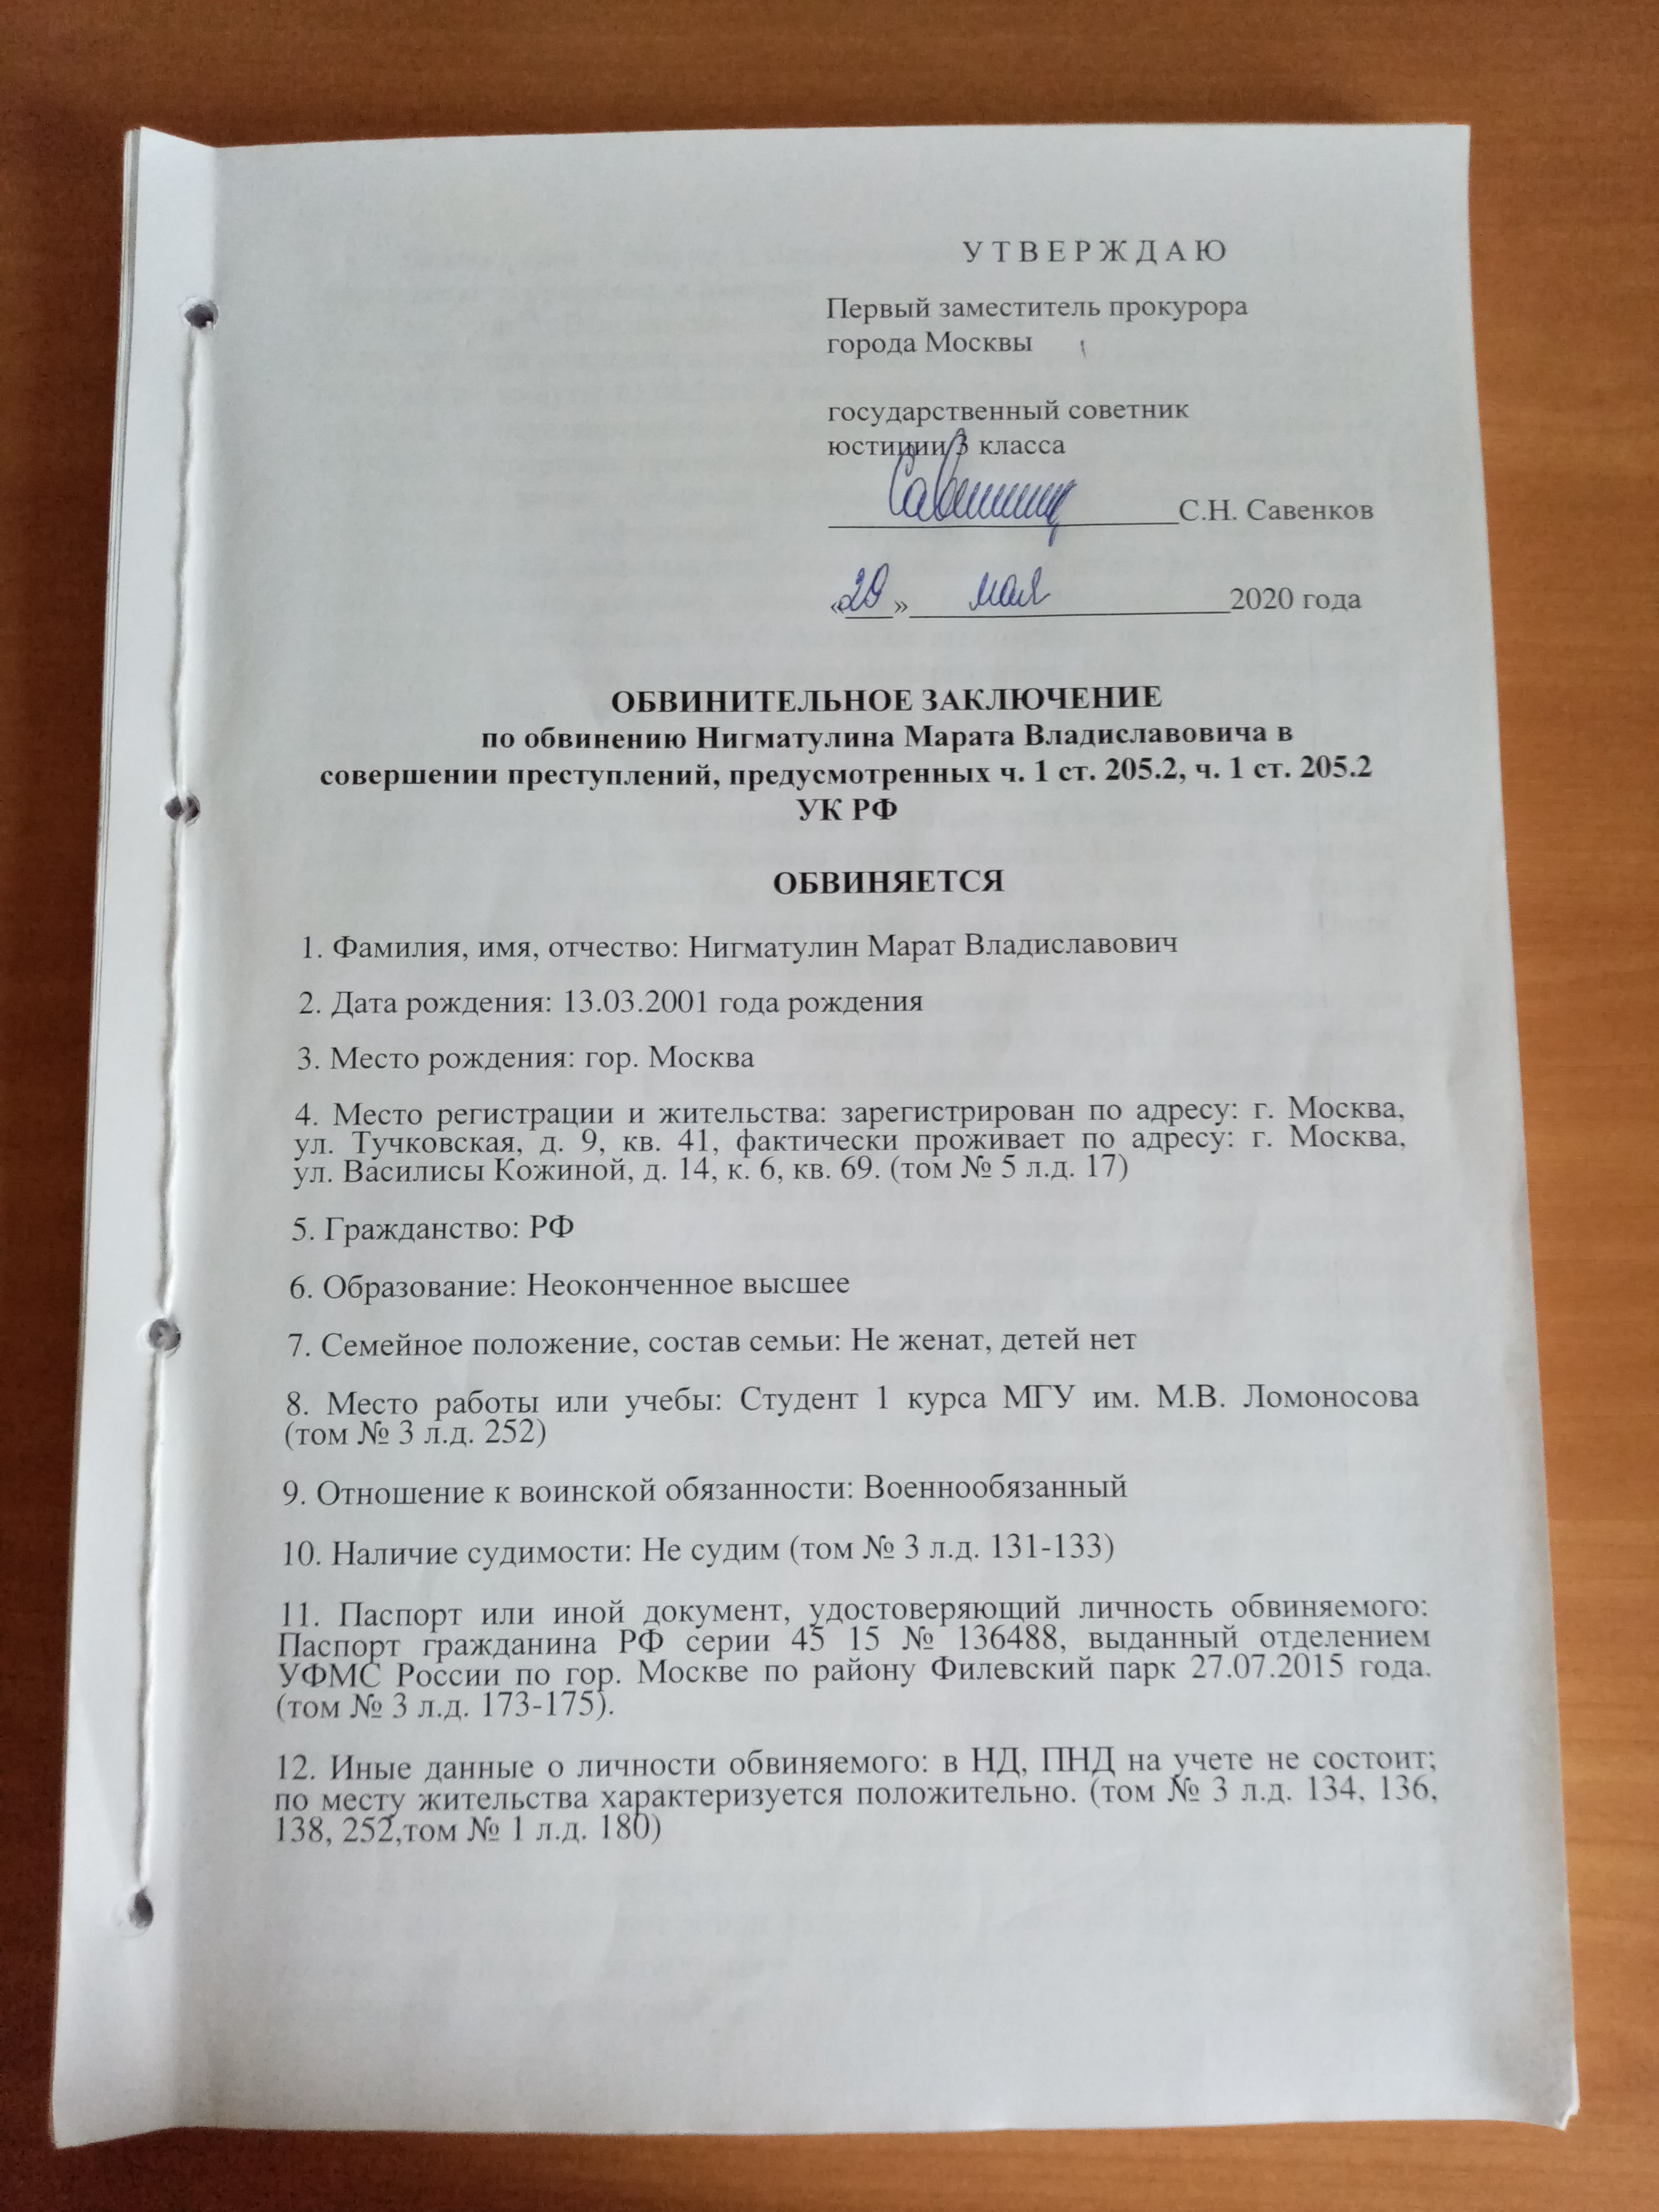 УТВЕРЖДАЮ
Первый заместитель прокурора
города Москвы
государственный советник
юстиции 3 класса
С.Н. Савенков
«29» мая 2020 года
ОБВИНИТЕЛЬНОЕ ЗАКЛЮЧЕНИЕ
по обвинению Нигматулина Марата Владиславовича в
совершении преступлений, предусмотренных ч. 1 ст. 205.2, ч. 1 ст. 205.2
УК РФ
ОБВИНЯЕТСЯ
1. Фамилия, имя, отчество: Нигматулин Марат Владиславович
2. Дата рождения: 13.03.2001 года рождения
3. Место рождения: гор. Москва
4. Место регистрации и жительства: зарегистрирован по адресу: г. Москва,
ул. Тучковская, д. 9, кв. 41, фактически проживает по адресу: г. Москва,
ул. Василисы Кожиной, д. 14, к. 6, кв. 69. (том № 5 л.д. 17)
5. Гражданство: РФ
6. Образование: Неоконченное высшее
7. Семейное положение, состав семьи: Не женат, детей нет
8. Место работы или учебы: Студент 1 курса МГУ им. М.В. Ломоносова
(том № 3 л.д. 252)
9. Отношение к воинской обязанности: Военнообязанный
10. Наличие судимости: Не судим (том № 3 л.д. 131-133)
11. Паспорт или иной документ, удостоверяющий личность обвиняемого:
Паспорт гражданина РФ серии 45 15 № 136488, выданный отделением
УФМС России по гор. Москве по району Филевский парк 27.07.2015 года.
(том № 3 л.д. 173-175).
12. Иные данные о личности обвиняемого: в НД, ПНД на учете не состоит;
по месту жительства характеризуется положительно. (том № 3 л.д. 134, 136,
138, 252,том № 1 л.д. 180)